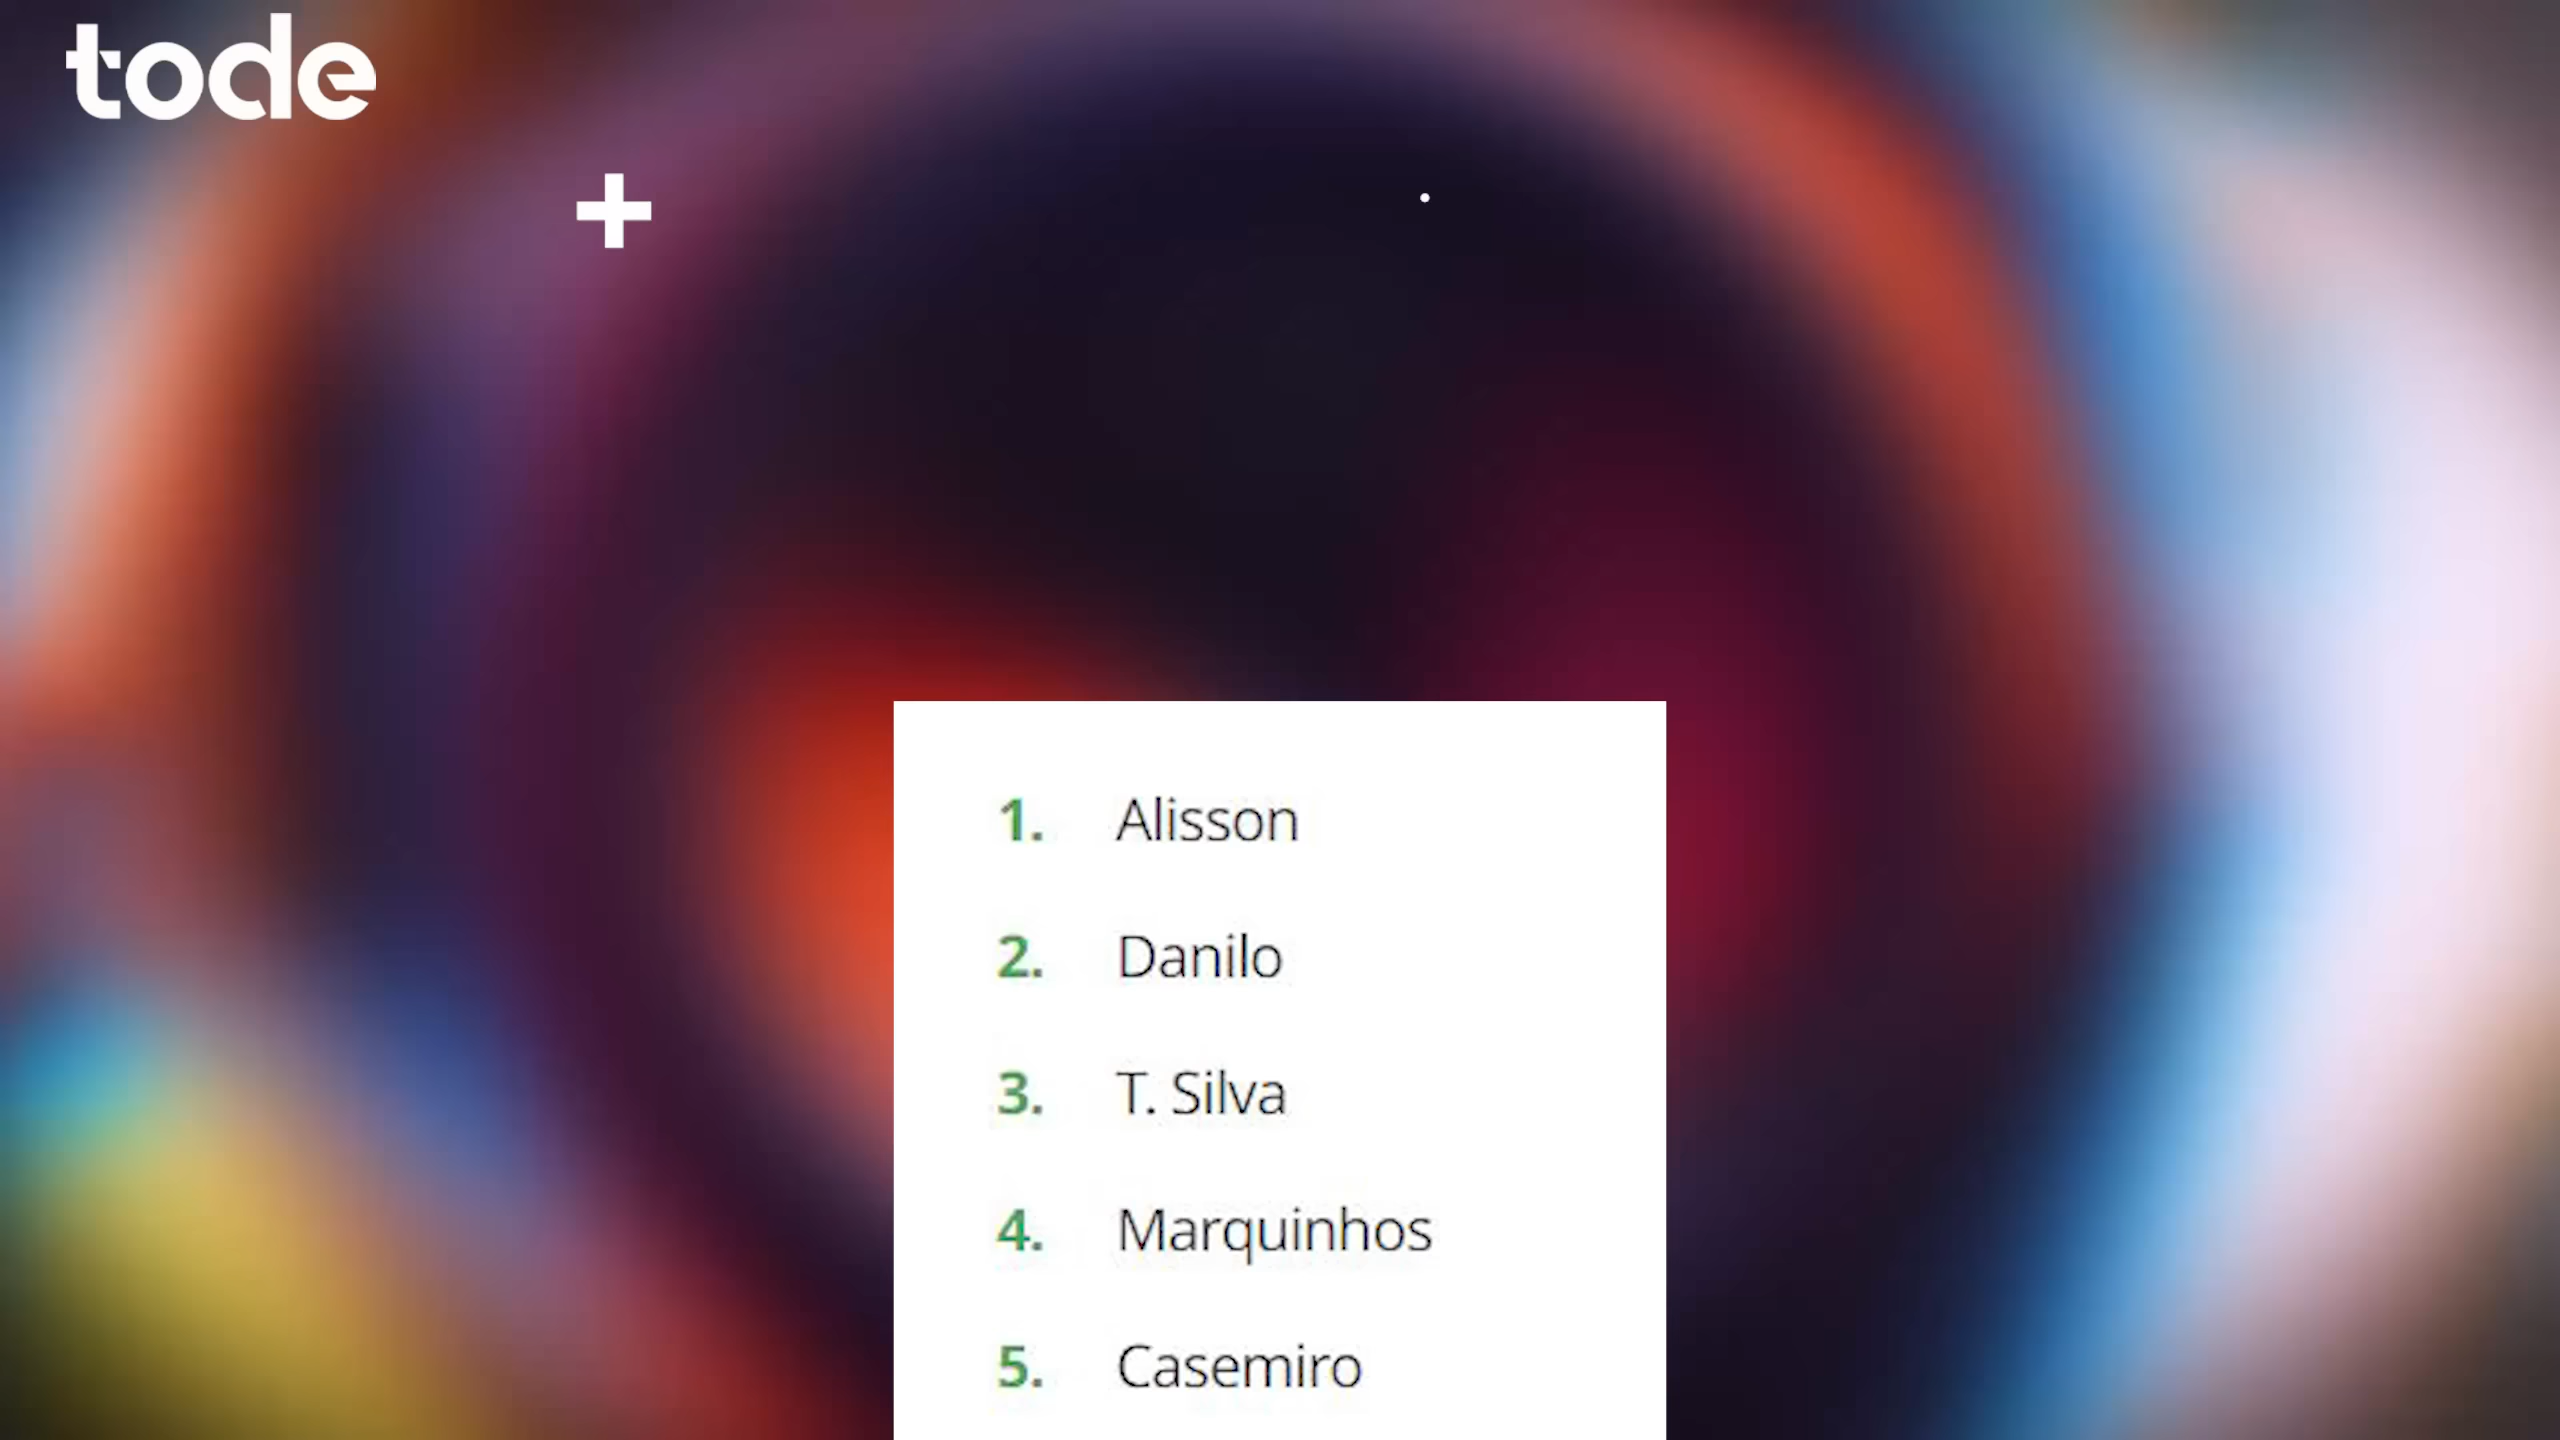 tode
+
1. Alisson
2. Danilo
3. T. Silva
4. Marquinhos
5. Casemiro